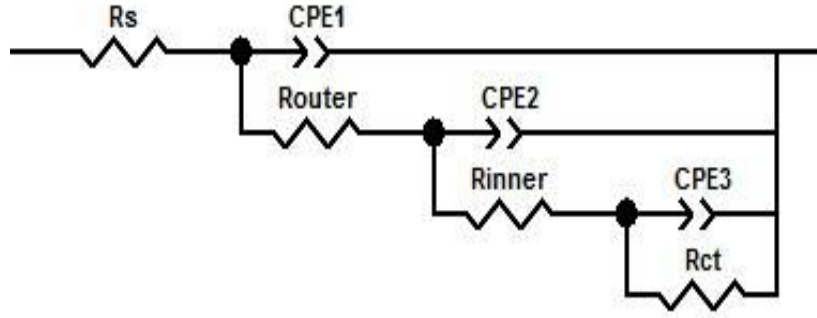 Rs
CPE1
Router
CPE2
Rinner
CPE3
Rct